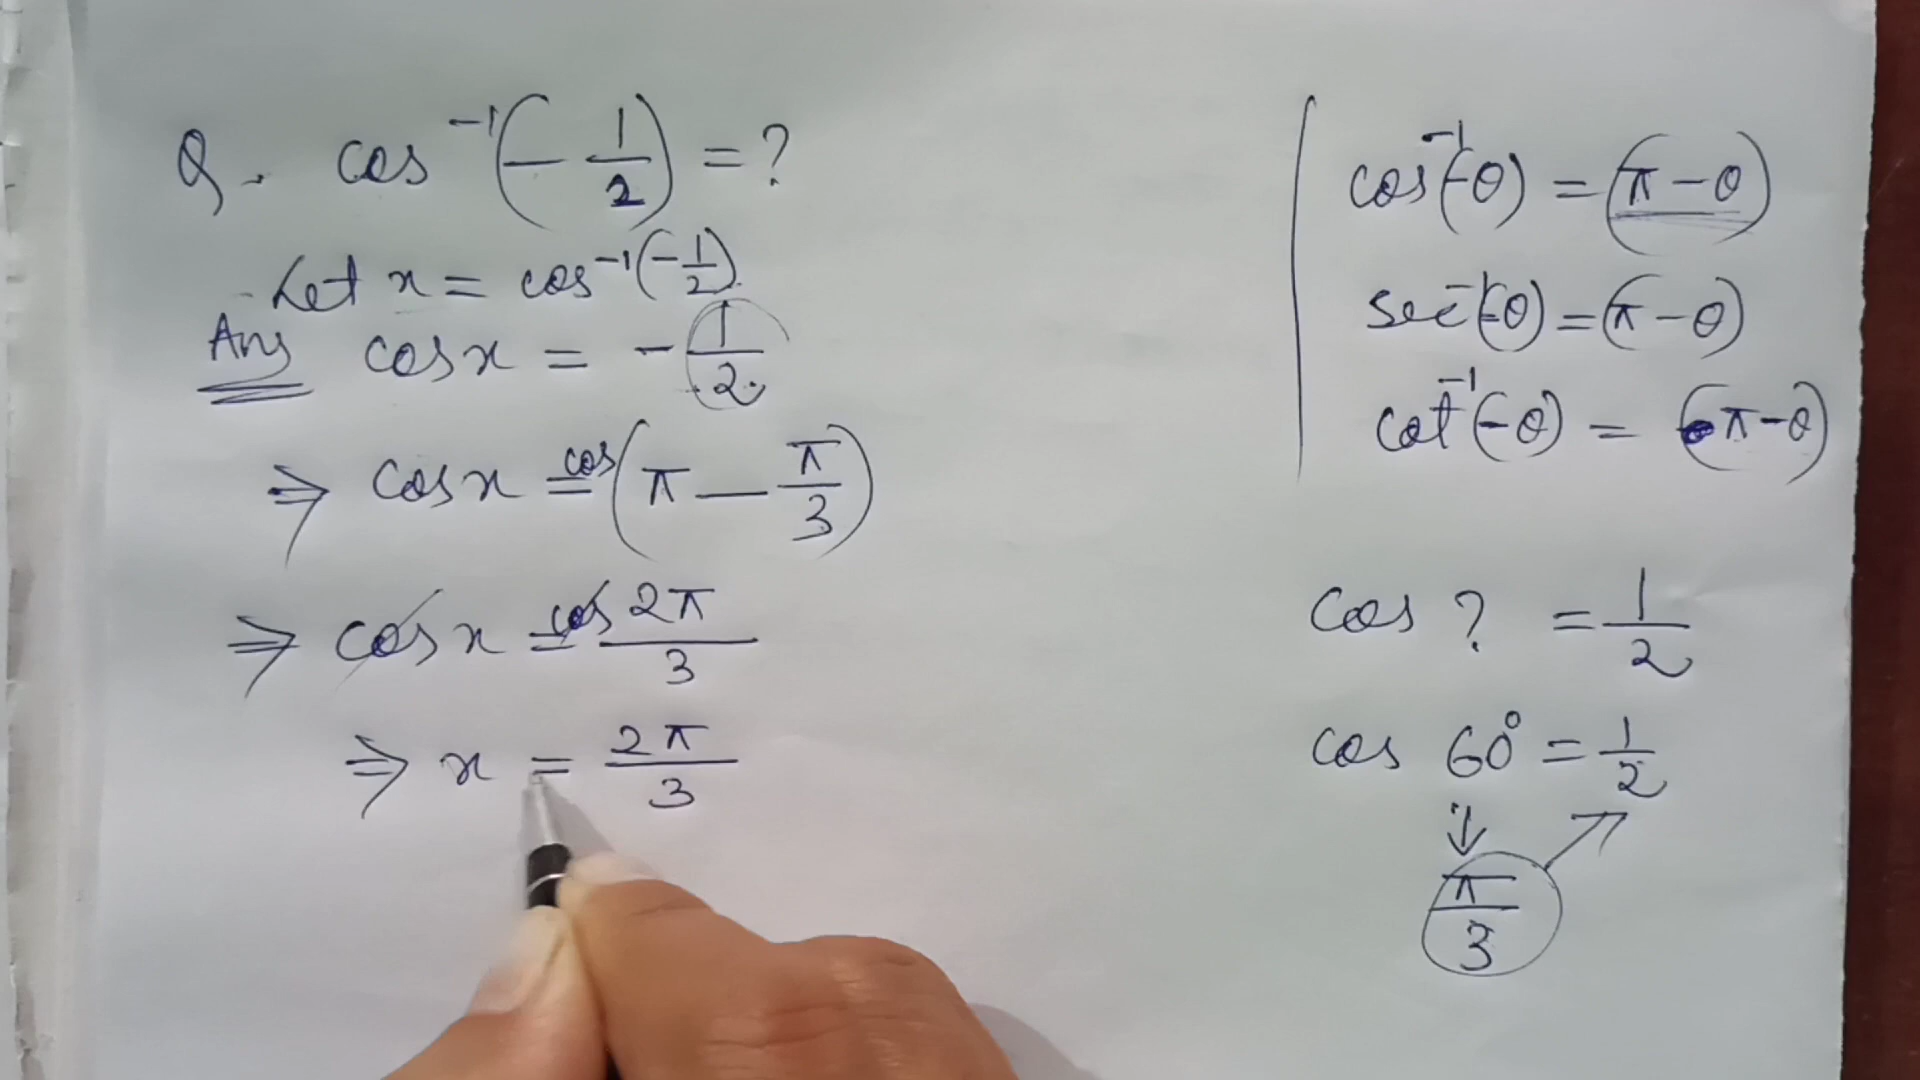 Q. cos⁻¹(-1/2) = ?
Let x = cos⁻¹(-1/2)
Ans cos x = -1/2
⇒ cos x = cos(π - π/3)
⇒ cos x = cos 2π/3
⇒ x = 2π/3
cos⁻¹(-θ) = (π-θ)
sec⁻¹(-θ) = (π-θ)
cot⁻¹(-θ) = (π-θ)
cos ? = 1/2
cos 60° = 1/2
↓
π/3